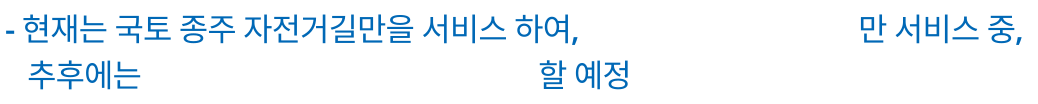 - 현재는 국토 종주 자전거길만을 서비스 하여, 만 서비스 중,
추후에는 할 예정